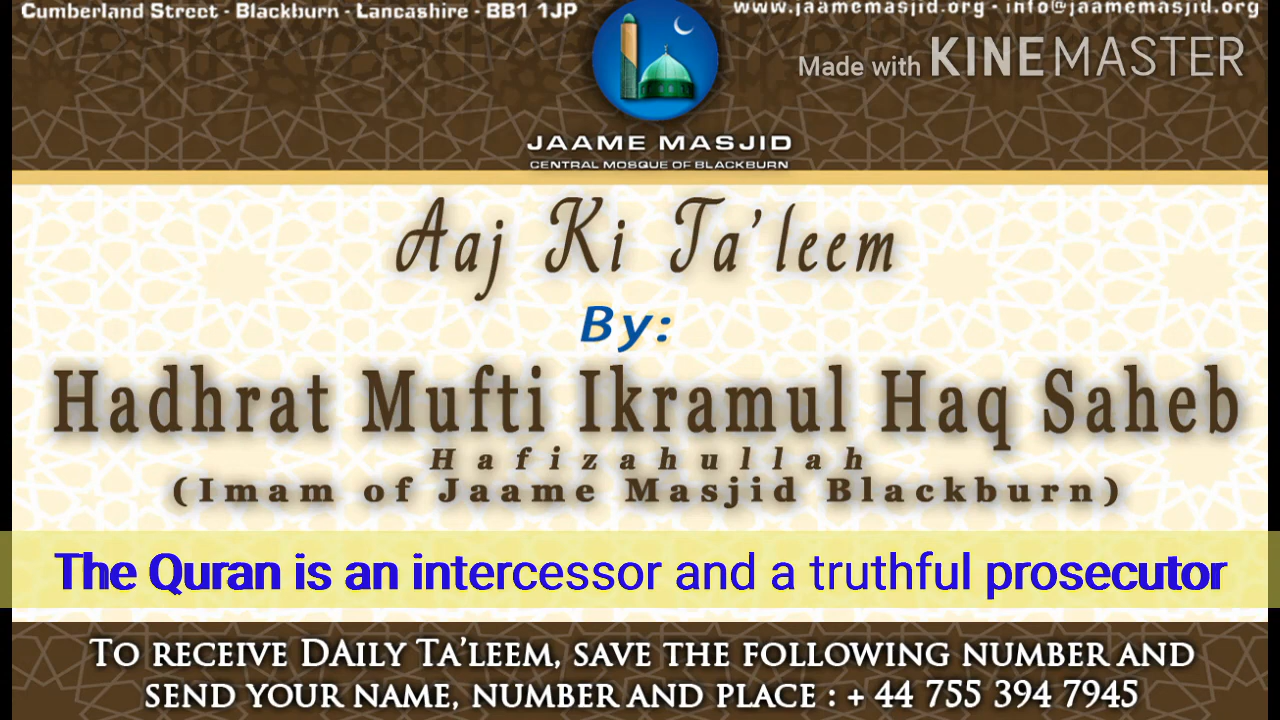 Cumberland Street - Blackburn - Lancashire - BB1 1JP
www.jaamemasjid.org - info@jaamemasjid.org
Made with KINEMASTER
JAAME MASJID
CENTRAL MOSQUE OF BLACKBURN
Aaj Ki Ta'leem
By:
Hadhrat Mufti Ikramul Haq Saheb
Hafizahullah
(Imam of Jaame Masjid Blackburn)
The Quran is an intercessor and a truthful prosecutor
TO RECEIVE DAILY TA'LEEM, SAVE THE FOLLOWING NUMBER AND
SEND YOUR NAME, NUMBER AND PLACE : + 44 755 394 7945